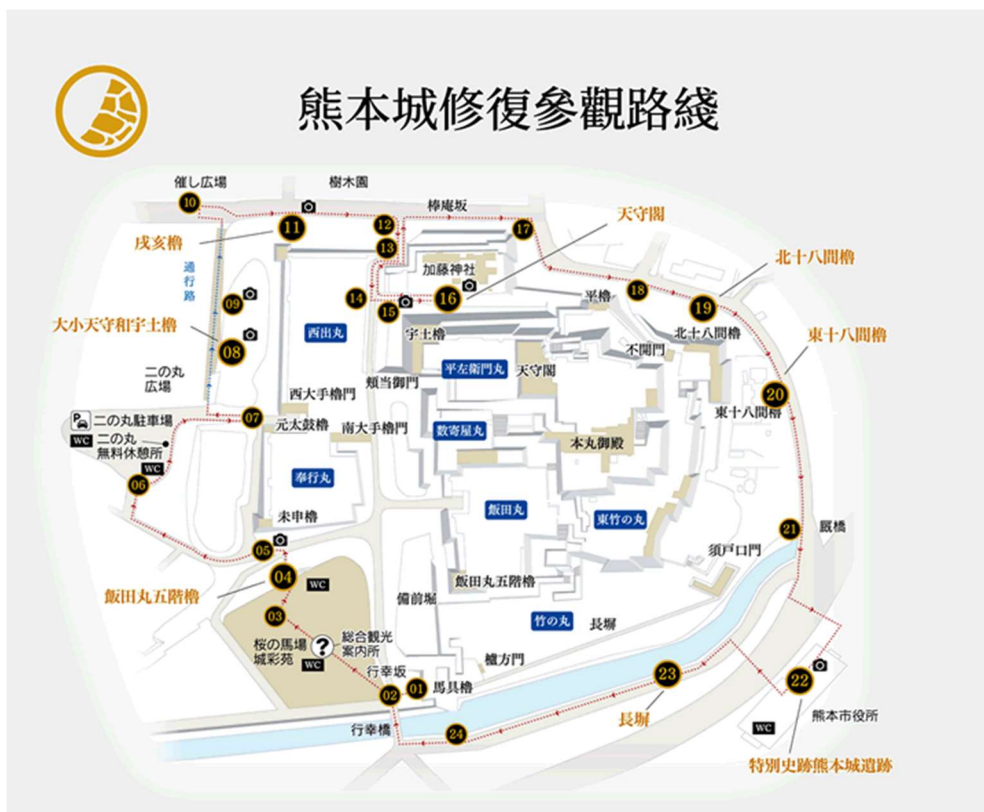 熊本城修復參觀路綫
催し広場
樹木園
棒庵坂
天守閣
10
11
12
13
17
戌亥櫓
加藤神社
北十八間櫓
通行路
09
14
15
16
平櫓
18
19
大小天守和宇土櫓
08
西出丸
宇土櫓
北十八間櫓
不開門
東十八間櫓
平左衛門丸
天守閣
頬当御門
二の丸
広場
西大手櫓門
20
東十八間櫓
P
二の丸駐車場
07
元太鼓櫓
南大手櫓門
数寄屋丸
本丸御殿
WC
二の丸
無料休憩所
WC
06
奉行丸
飯田丸
東竹の丸
未申櫓
21
厩橋
05
須戸口門
04
WC
飯田丸五階櫓
飯田丸五階櫓
備前堀
03
竹の丸
長塀
桜の馬場
城彩苑
?
総合観光
案内所
WC
行幸坂
櫨方門
01
02
馬具櫓
23
22
行幸橋
24
長塀
熊本市役所
WC
特別史跡熊本城遺跡